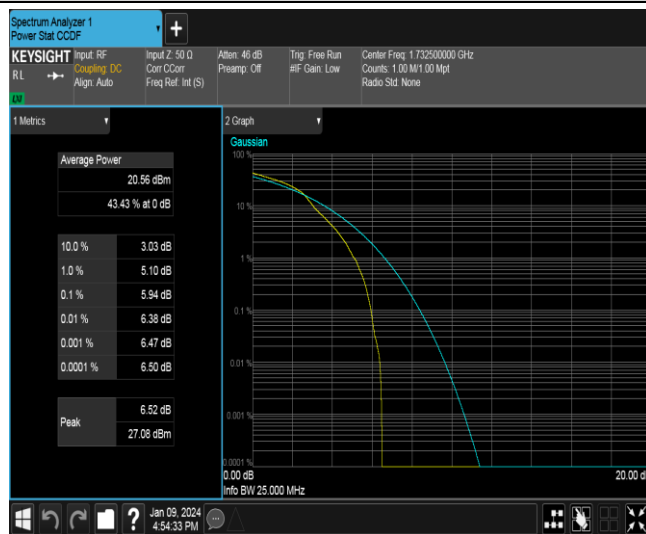 Spectrum Analyzer 1
Power Stat CCDF
+
KEYSIGHT
RL
LXI
Input: RF
Coupling: DC
Align: Auto
Input Z: 50 Ω
Corr CCorr
Freq Ref: Int (S)
Atten: 46 dB
Preamp: Off
Trig: Free Run
#IF Gain: Low
Center Freq: 1.732500000 GHz
Counts: 1.00 M/1.00 Mpt
Radio Std: None
1 Metrics
Average Power
20.56 dBm
43.43 % at 0 dB
10.0 % 3.03 dB
1.0 % 5.10 dB
0.1 % 5.94 dB
0.01 % 6.38 dB
0.001 % 6.47 dB
0.0001 % 6.50 dB
Peak
6.52 dB
27.08 dBm
2 Graph
Gaussian
100 %
10 %
1 %
0.1 %
0.01 %
0.001 %
0.0001 %
0.00 dB
20.00 d
Info BW 25.000 MHz
?
Jan 09, 2024
4:54:33 PM